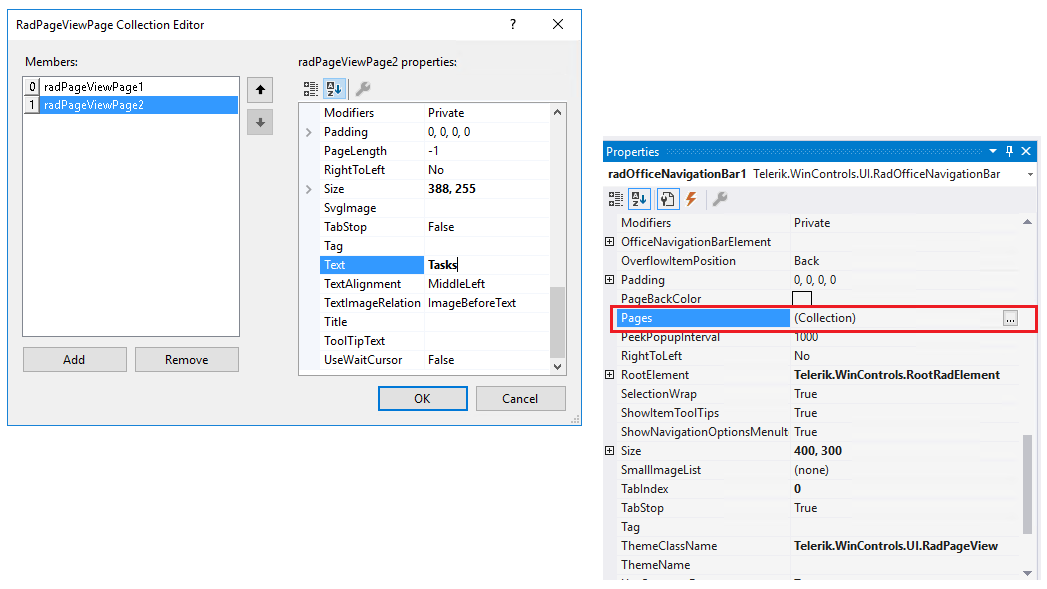 RadPageViewPage Collection Editor
?
Members:
0 radPageViewPage1
1 radPageViewPage2
Add
Remove
radPageViewPage2 properties:
Modifiers Private
Padding 0, 0, 0, 0
PageLength -1
RightToLeft No
Size 388, 255
SvgImage
TabStop False
Tag
Text Tasks
TextAlignment MiddleLeft
TextImageRelation ImageBeforeText
Title
ToolTipText
UseWaitCursor False
OK
Cancel
Properties
radOfficeNavigationBar1 Telerik.WinControls.UI.RadOfficeNavigationBar
Modifiers Private
OfficeNavigationBarElement
OverflowItemPosition Back
Padding 0, 0, 0, 0
PageBackColor
Pages (Collection) ...
PeekPopupInterval 1000
RightToLeft No
RootElement Telerik.WinControls.RootRadElement
SelectionWrap True
ShowItemToolTips True
ShowNavigationOptionsMenuIt True
Size 400, 300
SmallImageList (none)
TabIndex 0
TabStop True
Tag
ThemeClassName Telerik.WinControls.UI.RadPageView
ThemeName